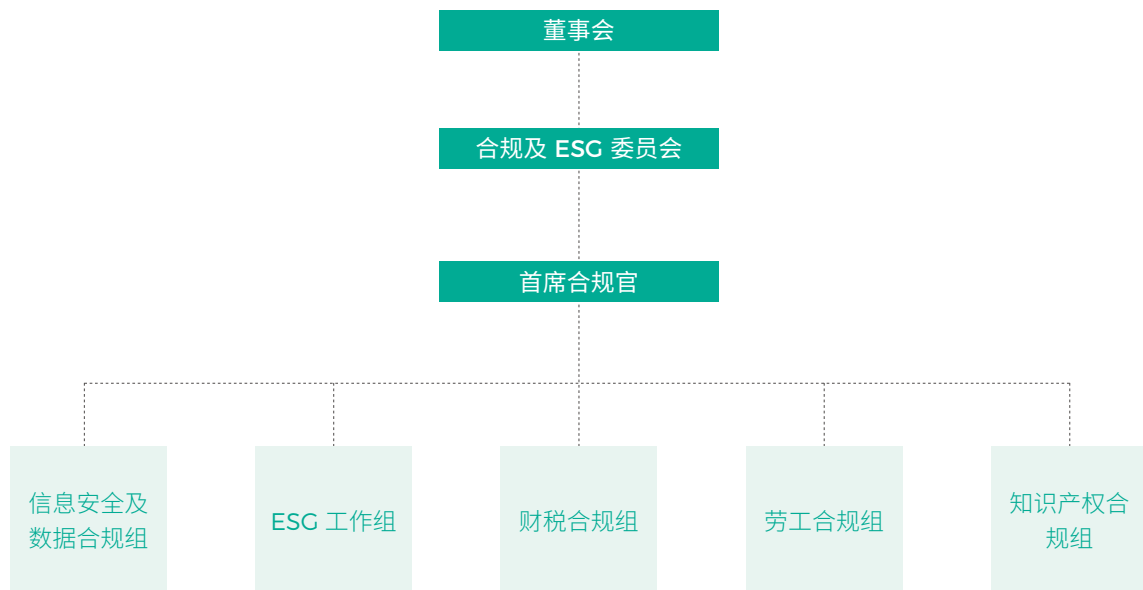 董事会
合规及 ESG 委员会
首席合规官
信息安全及
数据合规组
ESG 工作组
财税合规组
劳工合规组
知识产权合
规组